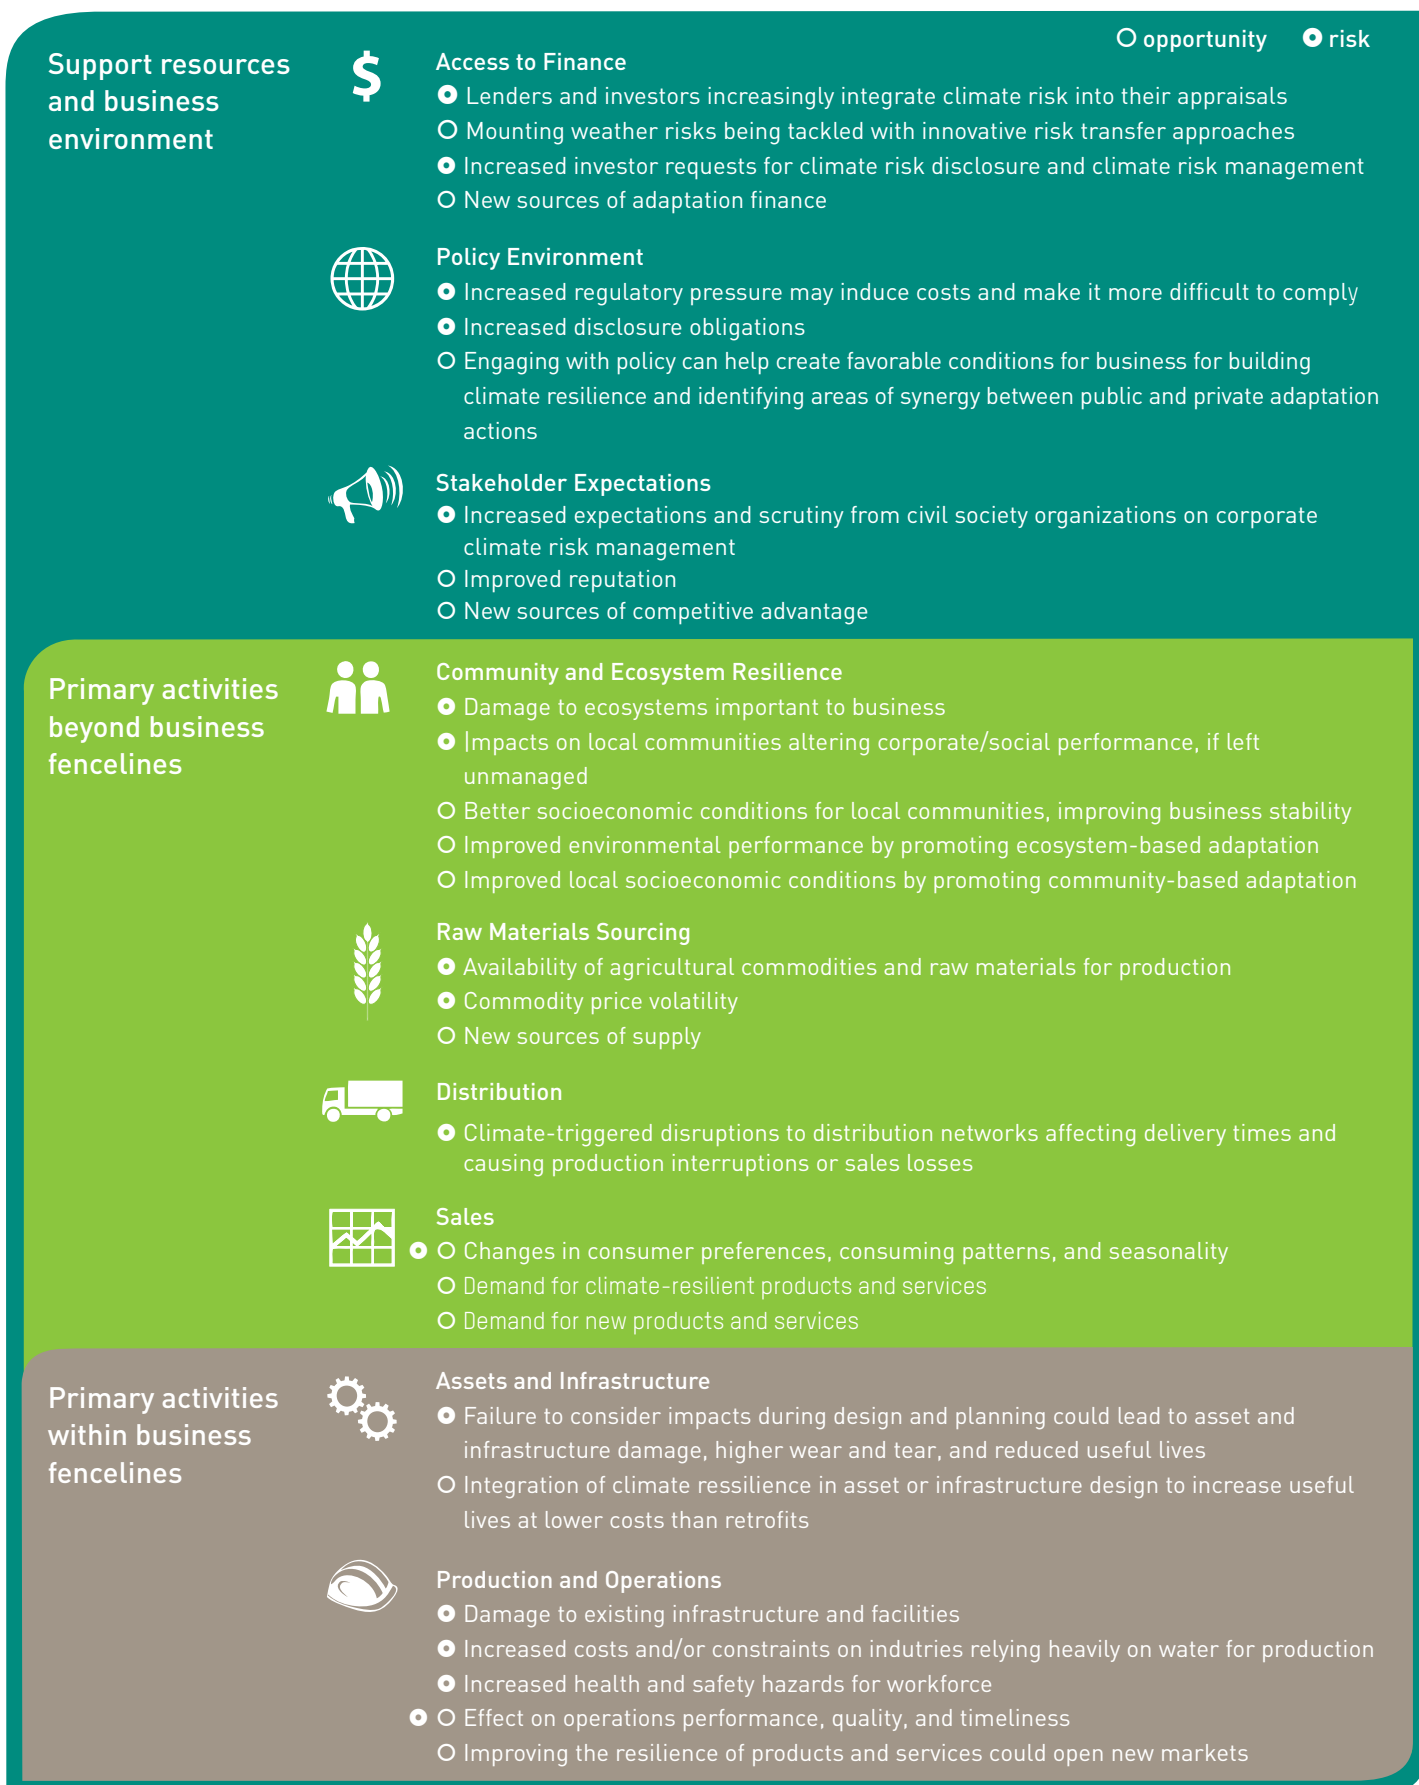 opportunity risk
Support resources
and business
environment
$
Access to Finance
Lenders and investors increasingly integrate climate risk into their appraisals
Mounting weather risks being tackled with innovative risk transfer approaches
Increased investor requests for climate risk disclosure and climate risk management
New sources of adaptation finance
Policy Environment
Increased regulatory pressure may induce costs and make it more difficult to comply
Increased disclosure obligations
Engaging with policy can help create favorable conditions for business for building
climate resilience and identifying areas of synergy between public and private adaptation
actions
Stakeholder Expectations
Increased expectations and scrutiny from civil society organizations on corporate
climate risk management
Improved reputation
New sources of competitive advantage
Primary activities
beyond business
fencelines
Community and Ecosystem Resilience
Damage to ecosystems important to business
Impacts on local communities altering corporate/social performance, if left
unmanaged
Better socioeconomic conditions for local communities, improving business stability
Improved environmental performance by promoting ecosystem-based adaptation
Improved local socioeconomic conditions by promoting community-based adaptation
Raw Materials Sourcing
Availability of agricultural commodities and raw materials for production
Commodity price volatility
New sources of supply
Distribution
Climate-triggered disruptions to distribution networks affecting delivery times and
causing production interruptions or sales losses
Sales
Changes in consumer preferences, consuming patterns, and seasonality
Demand for climate-resilient products and services
Demand for new products and services
Primary activities
within business
fencelines
Assets and Infrastructure
Failure to consider impacts during design and planning could lead to asset and
infrastructure damage, higher wear and tear, and reduced useful lives
Integration of climate ressilience in asset or infrastructure design to increase useful
lives at lower costs than retrofits
Production and Operations
Damage to existing infrastructure and facilities
Increased costs and/or constraints on indutries relying heavily on water for production
Increased health and safety hazards for workforce
Effect on operations performance, quality, and timeliness
Improving the resilience of products and services could open new markets